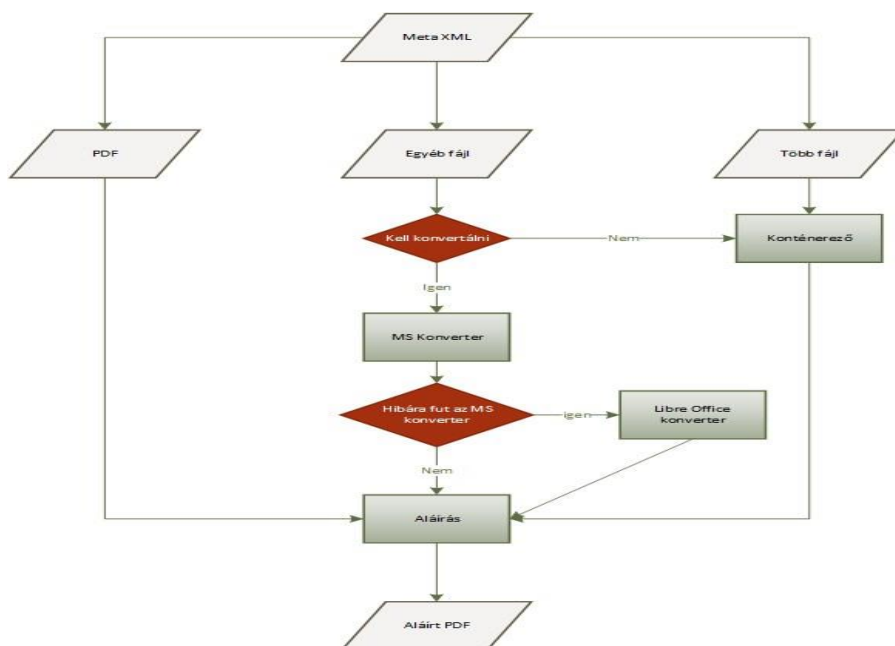 Meta XML
PDF
Egyéb fájl
Több fájl
Kell konvertálni
Nem
Konténerező
Igen
MS Konverter
Hibára fut az MS
konverter
igen
Libre Office
konverter
Nem
Aláírás
Aláírt PDF